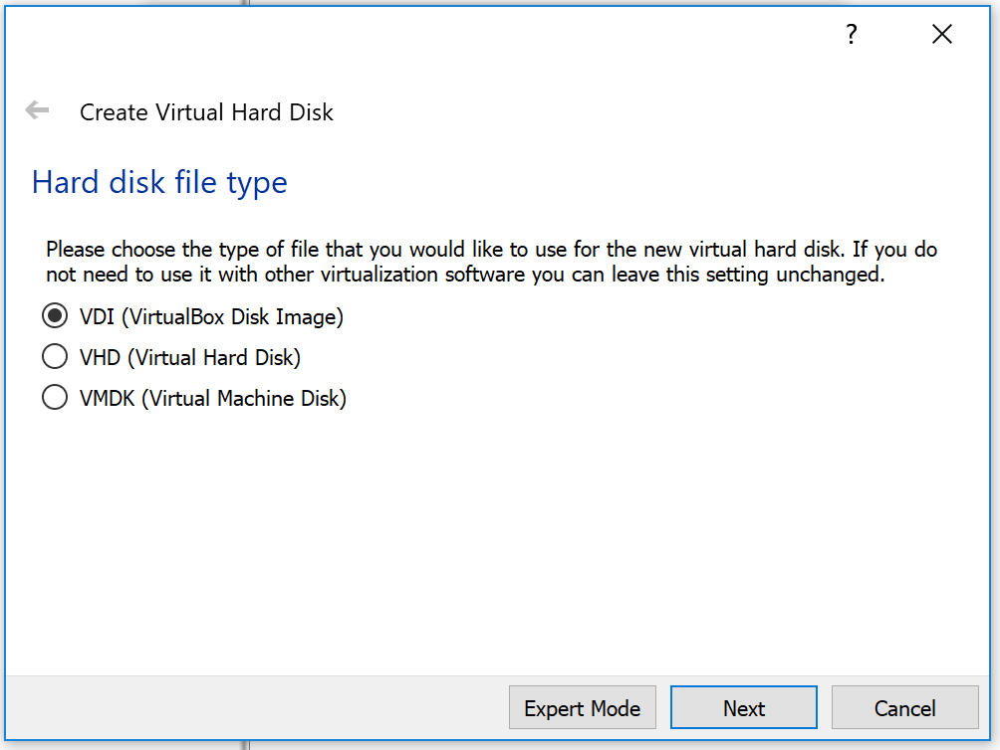 ?
Create Virtual Hard Disk
Hard disk file type
Please choose the type of file that you would like to use for the new virtual hard disk. If you do
not need to use it with other virtualization software you can leave this setting unchanged.
VDI (VirtualBox Disk Image)
VHD (Virtual Hard Disk)
VMDK (Virtual Machine Disk)
Expert Mode Next Cancel